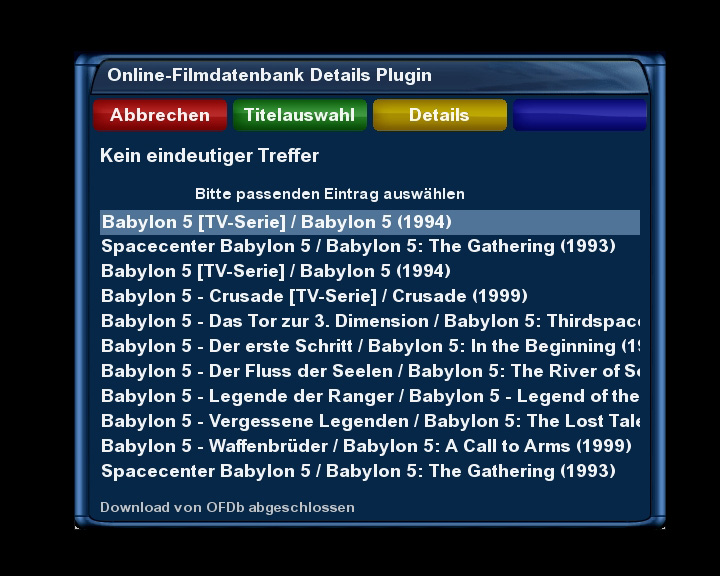 Online-Filmdatenbank Details Plugin
Abbrechen Titelauswahl Details
Kein eindeutiger Treffer
Bitte passenden Eintrag auswählen
Babylon 5 [TV-Serie] / Babylon 5 (1994)
Spacecenter Babylon 5 / Babylon 5: The Gathering (1993)
Babylon 5 [TV-Serie] / Babylon 5 (1994)
Babylon 5 - Crusade [TV-Serie] / Crusade (1999)
Babylon 5 - Das Tor zur 3. Dimension / Babylon 5: Thirdspac
Babylon 5 - Der erste Schritt / Babylon 5: In the Beginning (19
Babylon 5 - Der Fluss der Seelen / Babylon 5: The River of S
Babylon 5 - Legende der Ranger / Babylon 5 - Legend of the
Babylon 5 - Vergessene Legenden / Babylon 5: The Lost Tale
Babylon 5 - Waffenbrüder / Babylon 5: A Call to Arms (1999)
Spacecenter Babylon 5 / Babylon 5: The Gathering (1993)
Download von OFDb abgeschlossen